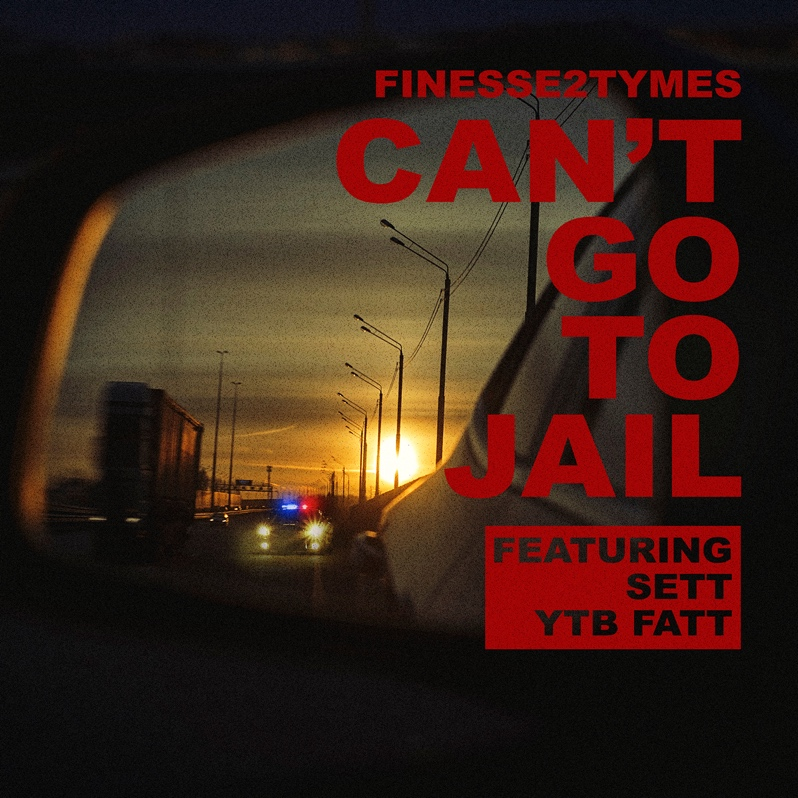 FINESSE2TYMES
CAN'T
GO
TO
JAIL
FEATURING
SETT
YTB FATT